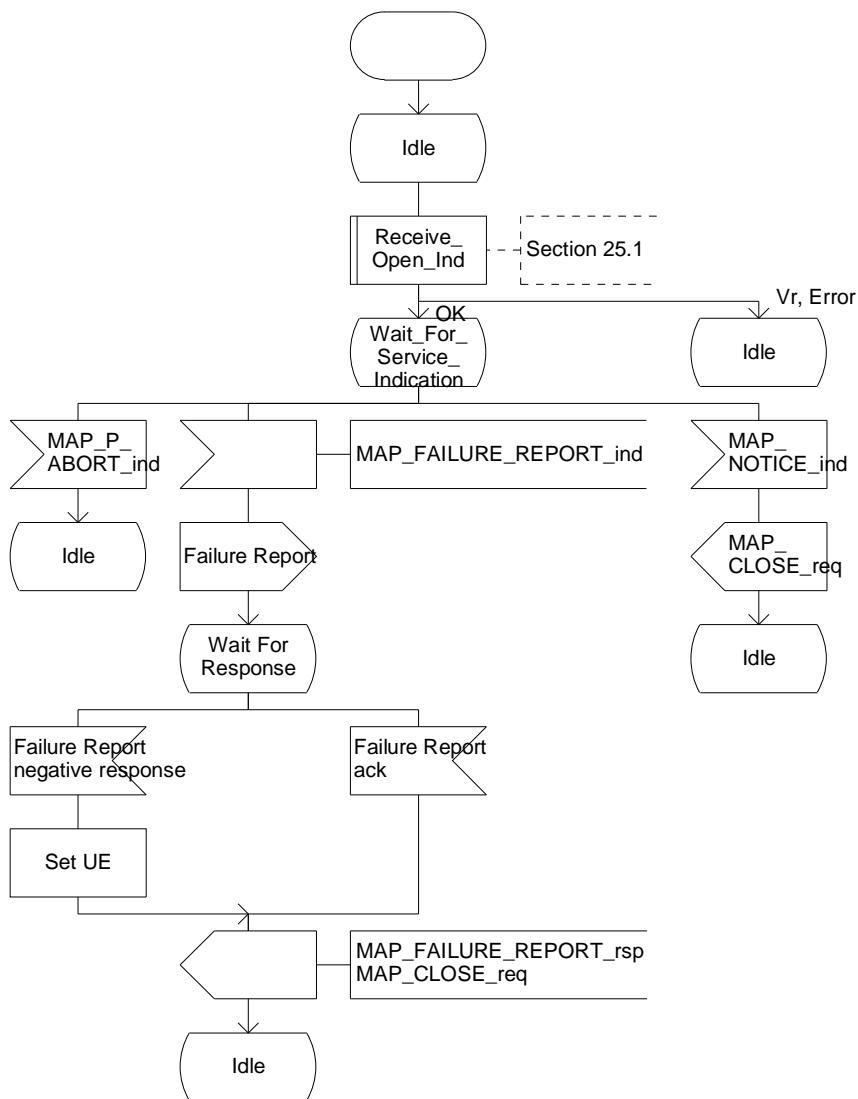 Idle
Receive_
Open_Ind
Section 25.1
Vr, Error
OK
Wait_For_
Service_
Indication
Idle
MAP_P_
ABORT_ind
MAP_FAILURE_REPORT_ind
MAP_
NOTICE_ind
Idle
Failure Report
MAP_
CLOSE_req
Wait For
Response
Idle
Failure Report
negative response
Failure Report
ack
Set UE
MAP_FAILURE_REPORT_rsp
MAP_CLOSE_req
Idle